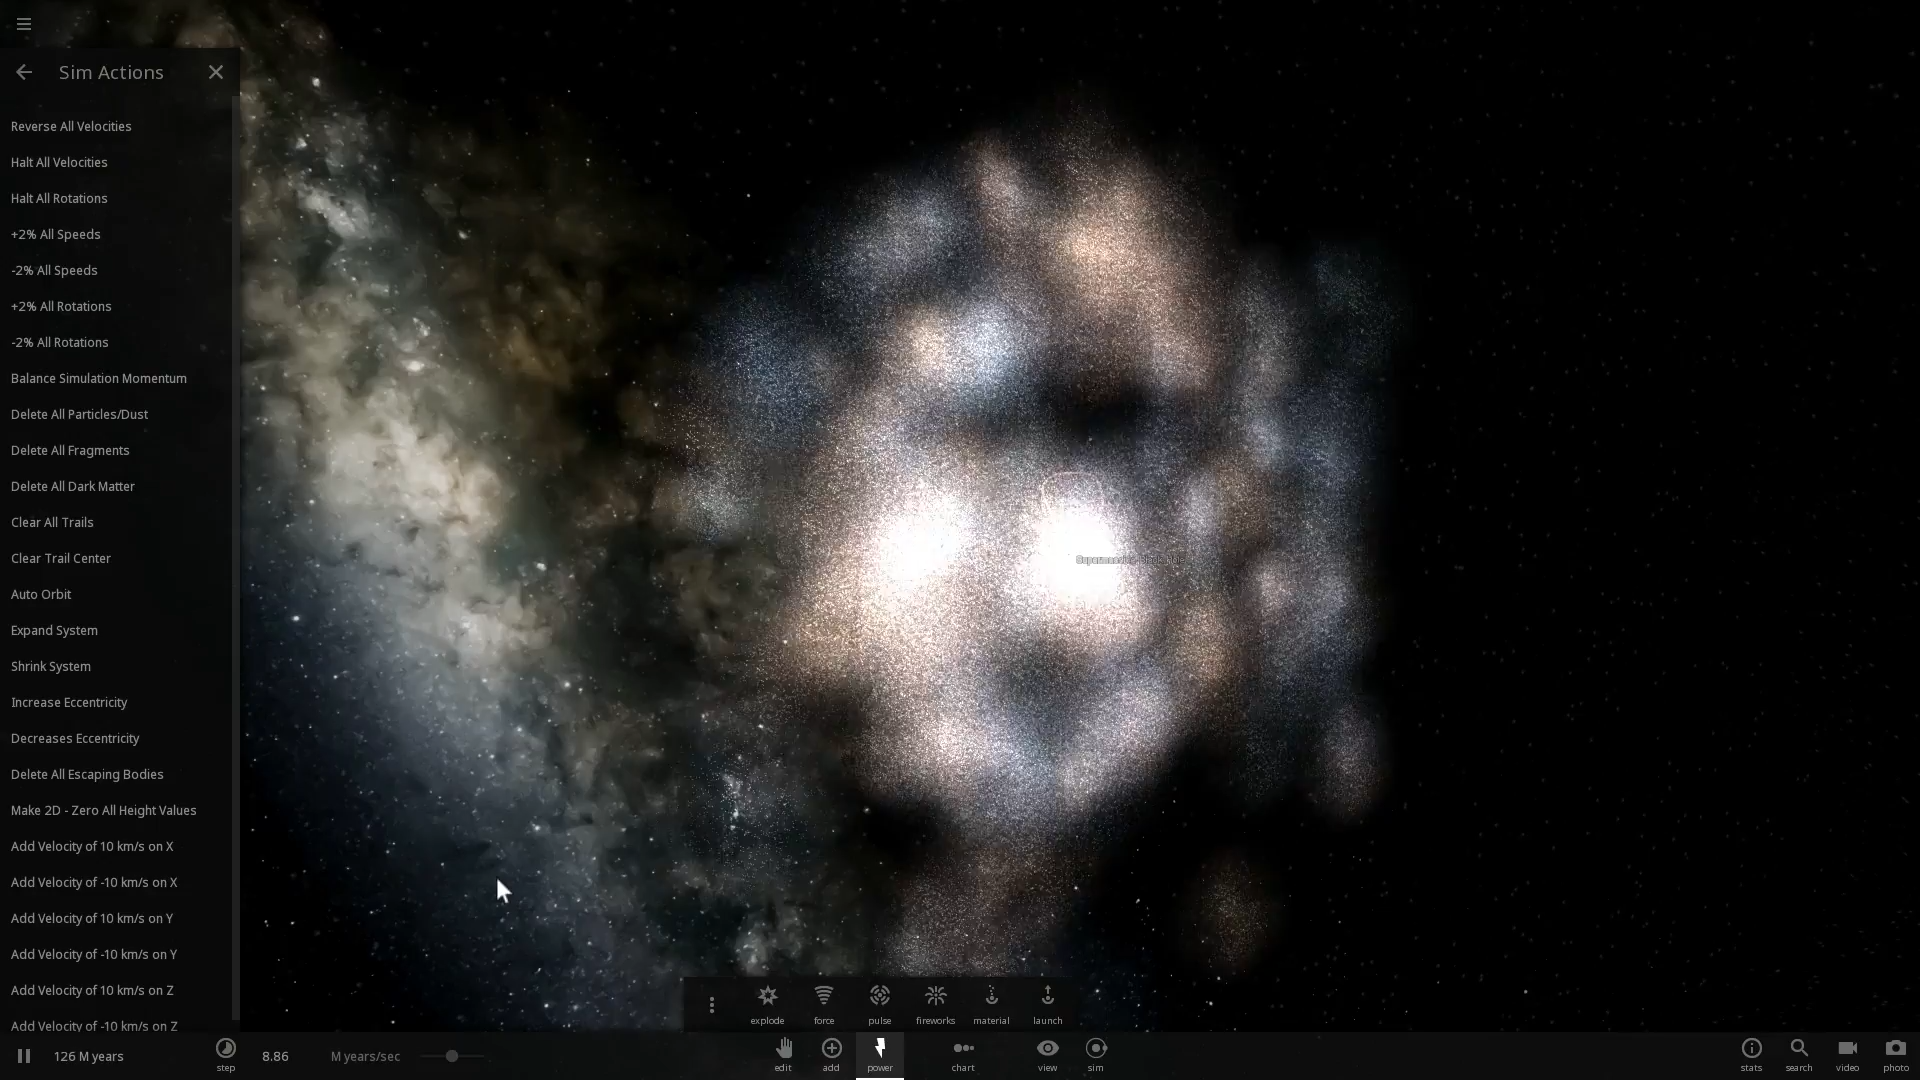 Sim Actions
Reverse All Velocities
Halt All Velocities
Halt All Rotations
+2% All Speeds
-2% All Speeds
+2% All Rotations
-2% All Rotations
Balance Simulation Momentum
Delete All Particles/Dust
Delete All Fragments
Delete All Dark Matter
Clear All Trails
Clear Trail Center
Auto Orbit
Expand System
Shrink System
Increase Eccentricity
Decreases Eccentricity
Delete All Escaping Bodies
Make 2D - Zero All Height Values
Add Velocity of 10 km/s on X
Add Velocity of -10 km/s on X
Add Velocity of 10 km/s on Y
Add Velocity of -10 km/s on Y
Add Velocity of 10 km/s on Z
Add Velocity of -10 km/s on Z
explode force pulse fireworks material launch
126 M years step 8.86 M years/sec edit add power chart view sim stats search video photo